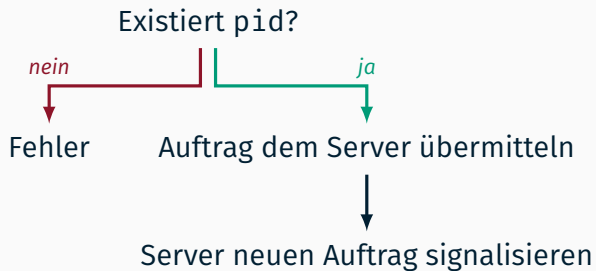 Existiert pid?
nein
ja
Fehler
Auftrag dem Server übermitteln
Server neuen Auftrag signalisieren